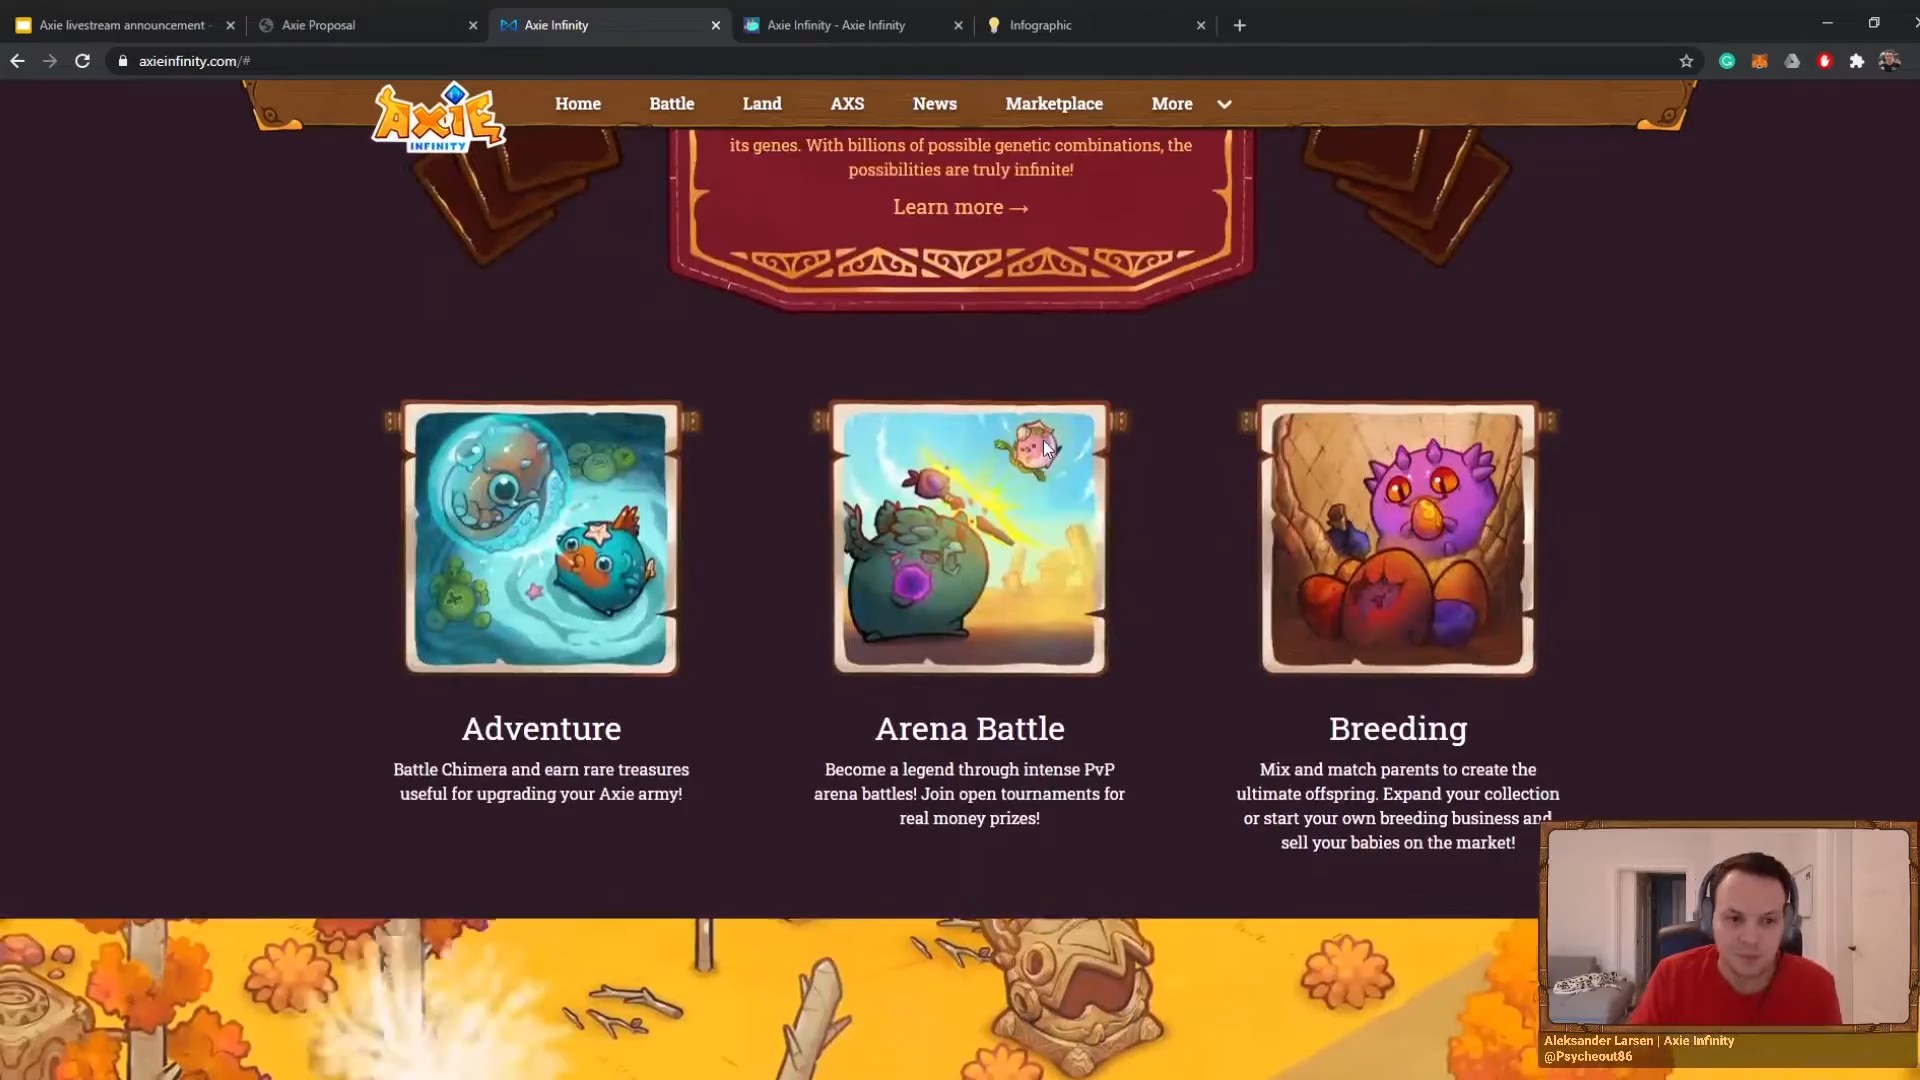 Axie livestream announcement -
Axie Proposal
Axie Infinity
Axie Infinity - Axie Infinity
Infographic
axieinfinity.com/#
AXIE
INFINITY
Home
Battle
Land
AXS
News
Marketplace
More
its genes. With billions of possible genetic combinations, the
possibilities are truly infinite!
Learn more →
Adventure
Battle Chimera and earn rare treasures
useful for upgrading your Axie army!
Arena Battle
Become a legend through intense PvP
arena battles! Join open tournaments for
real money prizes!
Breeding
Mix and match parents to create the
ultimate offspring. Expand your collection
or start your own breeding business and
sell your babies on the market!
Aleksander Larsen | Axie Infinity
@Psycheout86